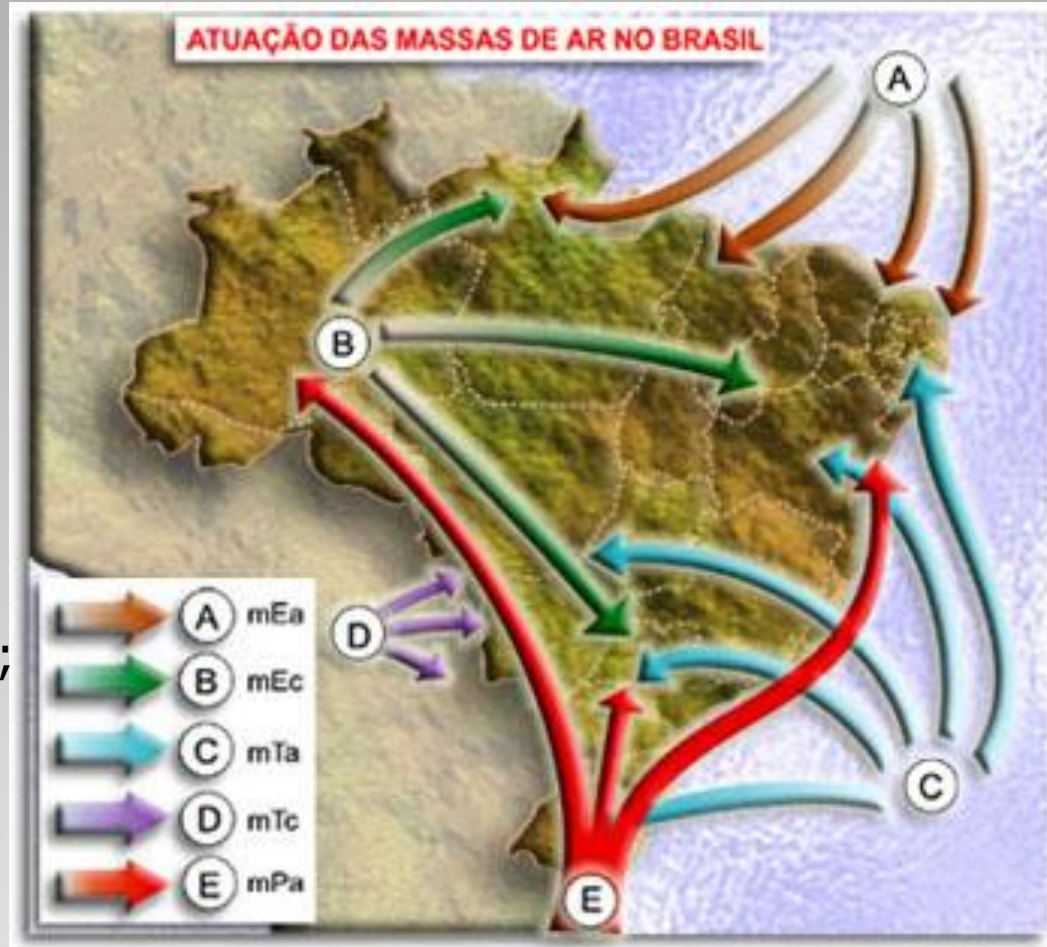 ATUAÇÃO DAS MASSAS DE AR NO BRASIL
A
B
D
C
E
A mEa
;
B mEc
C mTa
D mTc
E mPa